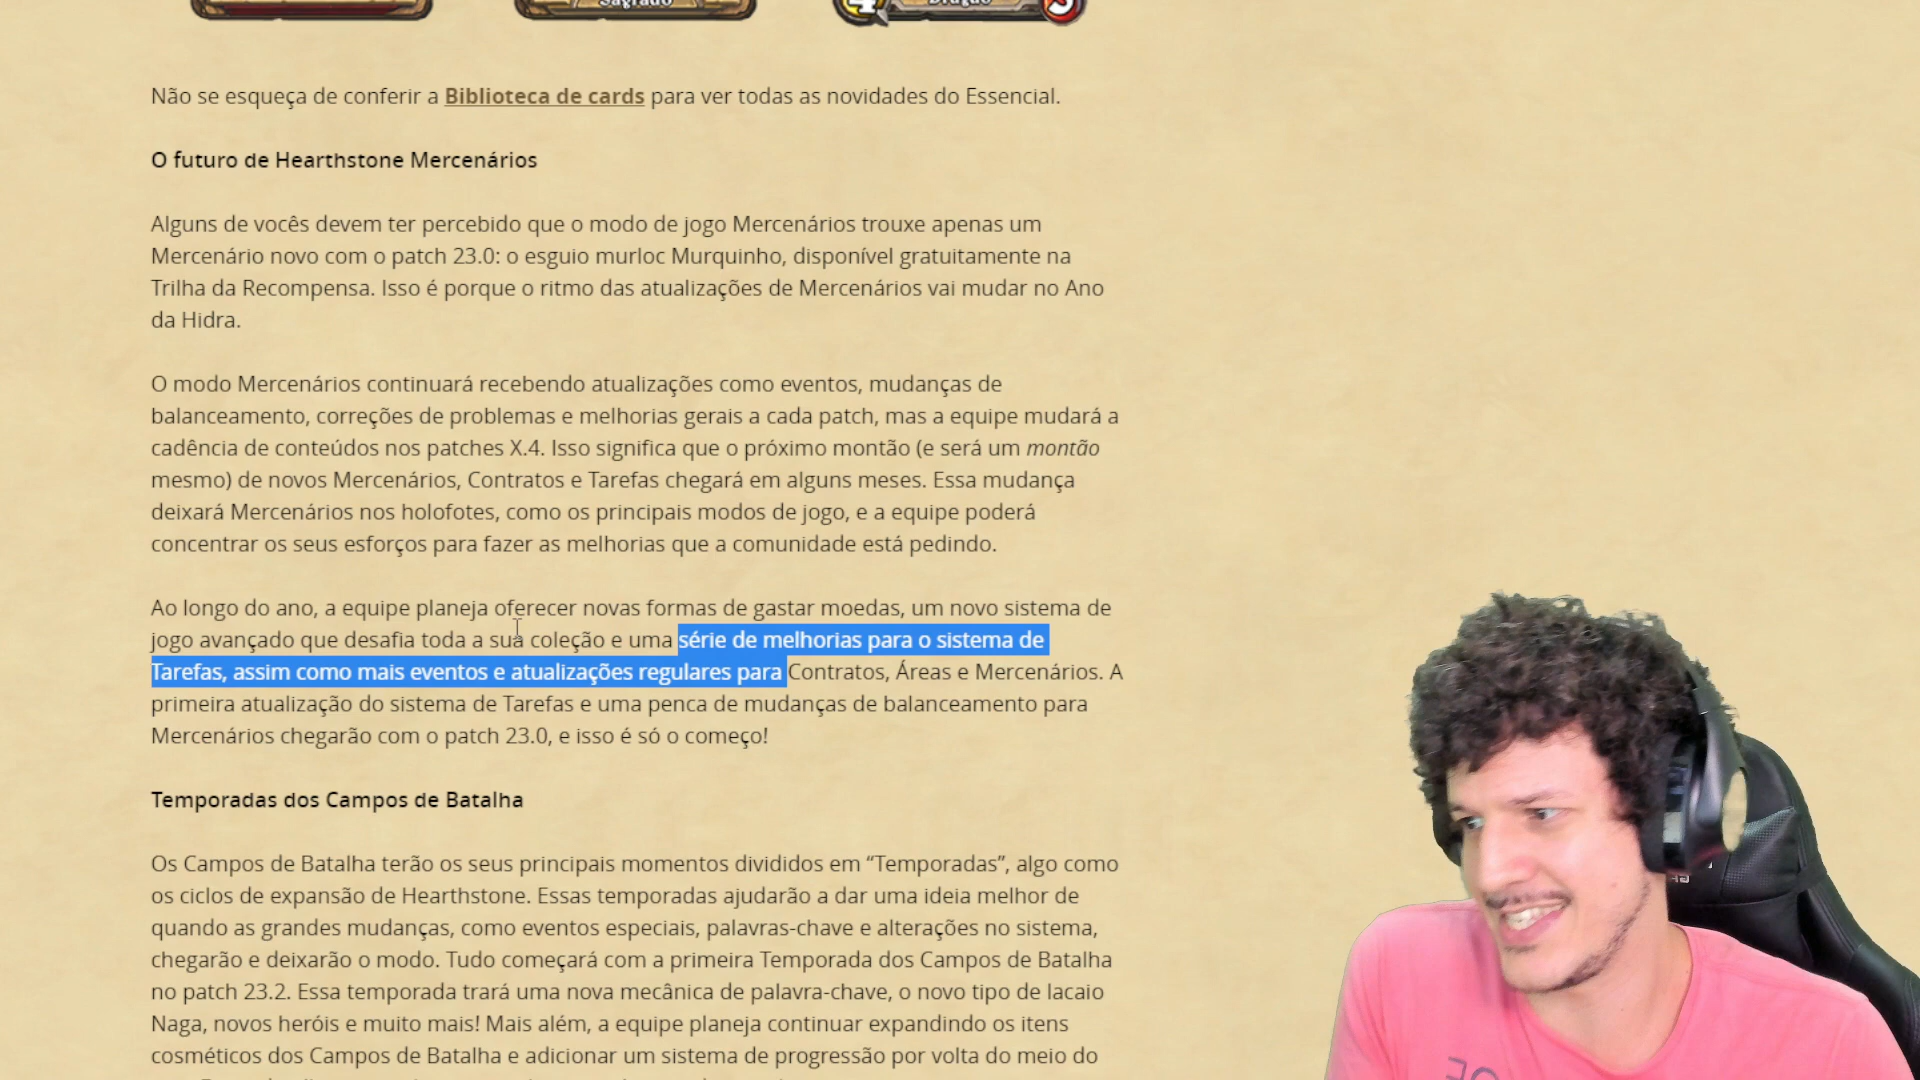 Sagrado
4
Dragão
Não se esqueça de conferir a Biblioteca de cards para ver todas as novidades do Essencial.
O futuro de Hearthstone Mercenários
Alguns de vocês devem ter percebido que o modo de jogo Mercenários trouxe apenas um
Mercenário novo com o patch 23.0: o esguio murloc Murquinho, disponível gratuitamente na
Trilha da Recompensa. Isso é porque o ritmo das atualizações de Mercenários vai mudar no Ano
da Hidra.
O modo Mercenários continuará recebendo atualizações como eventos, mudanças de
balanceamento, correções de problemas e melhorias gerais a cada patch, mas a equipe mudará a
cadência de conteúdos nos patches X.4. Isso significa que o próximo montão (e será um montão
mesmo) de novos Mercenários, Contratos e Tarefas chegará em alguns meses. Essa mudança
deixará Mercenários nos holofotes, como os principais modos de jogo, e a equipe poderá
concentrar os seus esforços para fazer as melhorias que a comunidade está pedindo.
Ao longo do ano, a equipe planeja oferecer novas formas de gastar moedas, um novo sistema de
jogo avançado que desafia toda a sua coleção e uma série de melhorias para o sistema de
Tarefas, assim como mais eventos e atualizações regulares para Contratos, Áreas e Mercenários. A
primeira atualização do sistema de Tarefas e uma penca de mudanças de balanceamento para
Mercenários chegarão com o patch 23.0, e isso é só o começo!
Temporadas dos Campos de Batalha
Os Campos de Batalha terão os seus principais momentos divididos em “Temporadas”, algo como
os ciclos de expansão de Hearthstone. Essas temporadas ajudarão a dar uma ideia melhor de
quando as grandes mudanças, como eventos especiais, palavras-chave e alterações no sistema,
chegarão e deixarão o modo. Tudo começará com a primeira Temporada dos Campos de Batalha
no patch 23.2. Essa temporada trará uma nova mecânica de palavra-chave, o novo tipo de lacaio
Naga, novos heróis e muito mais! Mais além, a equipe planeja continuar expandindo os itens
cosméticos dos Campos de Batalha e adicionar um sistema de progressão por volta do meio do